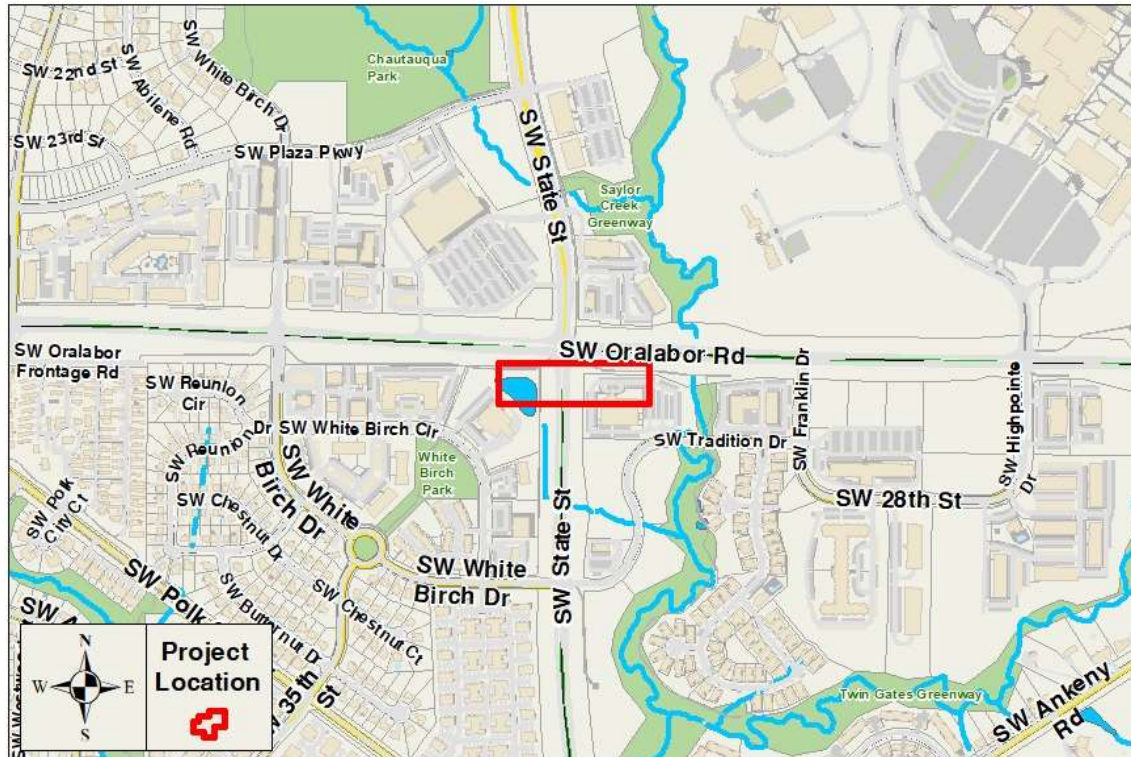 SW 22nd St
SW Abilene Rd
SW White Birch Dr
Chautauqua
Park
SW 23rd St
SW Plaza Pkwy
SW State St
Saylor
Creek
Greenway
SW Oralabor
Frontage Rd
SW Oralabor Rd
SW Reunion
Cir
SW Reunion
Dr
SW White Birch Cir
SW White
Birch Dr
White
Birch
Park
SW Tradition Dr
SW Franklin Dr
SW Highpointe
Dr
SW 28th St
SW Polk
City Ct
SW Chestnut Dr
SW White
Birch Dr
SW State St
SW Chestnut Ct
SW Butternut Dr
SW Polk
35th
St
Twin Gates Greenway
SW Ankeny
Rd
N
W
E
S
Project
Location